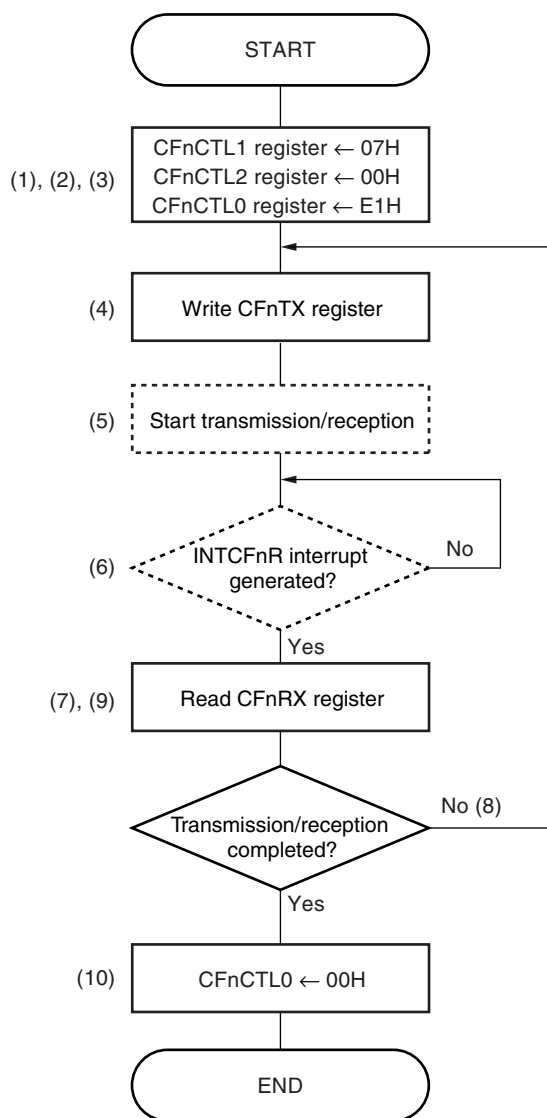 START
(1), (2), (3)
CFnCTL1 register ← 07H
CFnCTL2 register ← 00H
CFnCTL0 register ← E1H
(4)
Write CFnTX register
(5)
Start transmission/reception
(6)
INTCFnR interrupt
generated?
No
Yes
(7), (9)
Read CFnRX register
Transmission/reception
completed?
No (8)
Yes
(10)
CFnCTL0 ← 00H
END